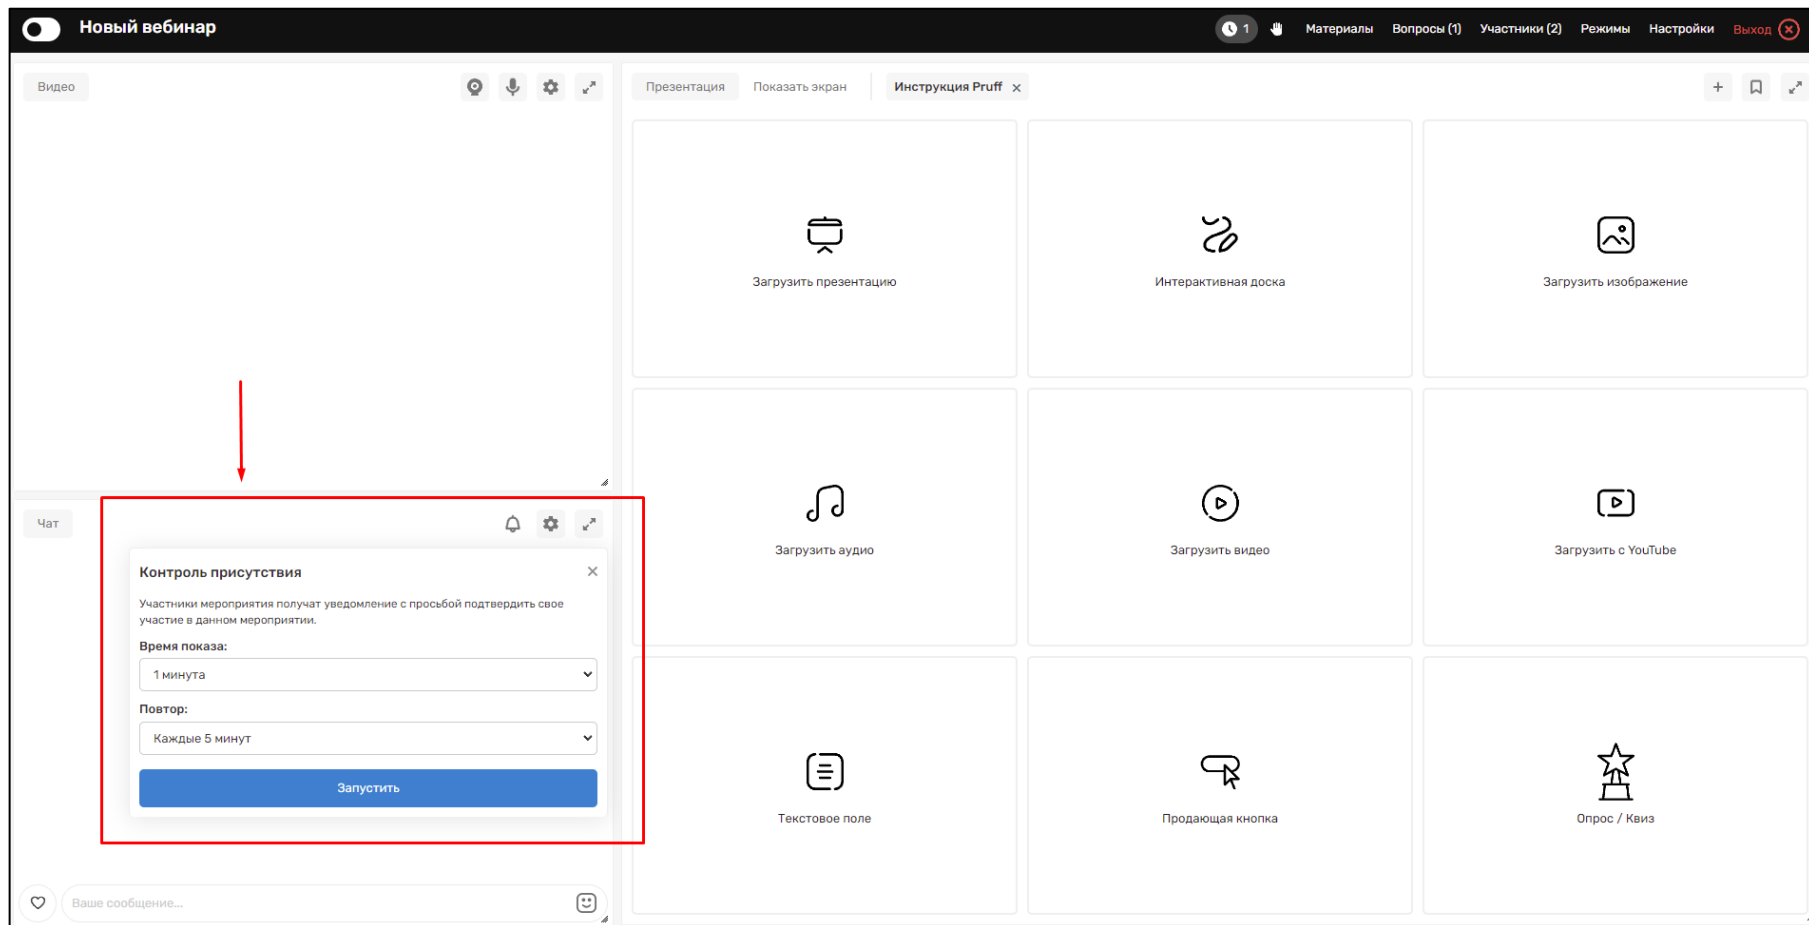 Новый вебинар
1
Материалы
Вопросы (1)
Участники (2)
Режимы
Настройки
Выход
Видео
Презентация
Показать экран
Инструкция Pruff
Загрузить презентацию
Интерактивная доска
Загрузить изображение
Загрузить аудио
Загрузить видео
Загрузить с YouTube
Текстовое поле
Продающая кнопка
Опрос / Квиз
Чат
Контроль присутствия
Участники мероприятия получат уведомление с просьбой подтвердить свое
участие в данном мероприятии.
Время показа:
1 минута
Повтор:
Каждые 5 минут
Запустить
Ваше сообщение...